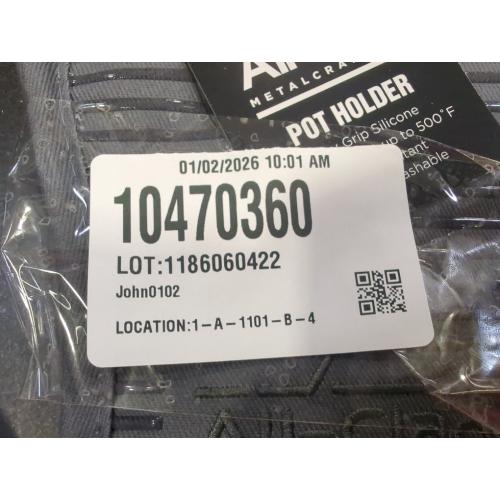 METALCRA
POT HOLDER
Grip Silicone
up to 500°F
01/02/2026 10:01 AM
10470360
LOT:1186060422
John0102
LOCATION:1-A-1101-B-4